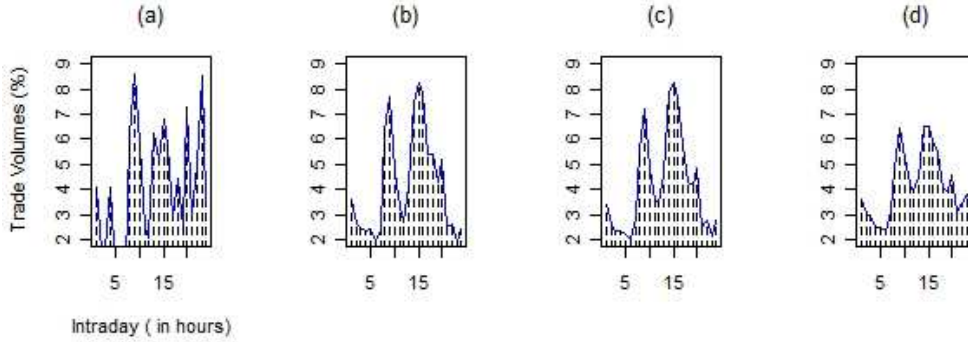 (a) (b) (c) (d)
Trade Volumes (%)
9 9 9 9
8 8 8 8
7 7 7 7
6 6 6 6
5 5 5 5
4 4 4 4
3 3 3 3
2 2 2 2
5 15 5 15 5 15 5 15
Intraday ( in hours)